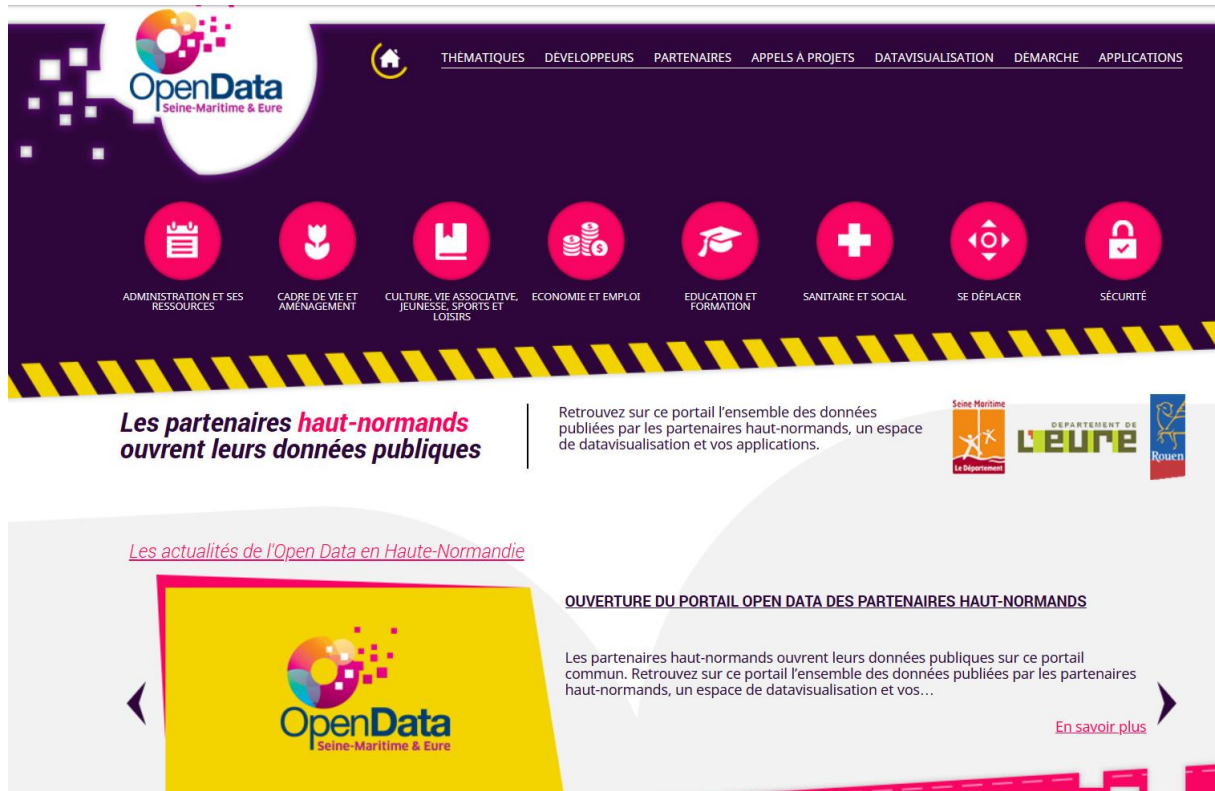 OpenData
Seine-Maritime & Eure
THÉMATIQUES DÉVELOPPEURS PARTENAIRES APPELS À PROJETS DATAVISUALISATION DÉMARCHE APPLICATIONS
ADMINISTRATION ET SES
RESSOURCES
CADRE DE VIE ET
AMÉNAGEMENT
CULTURE, VIE ASSOCIATIVE,
JEUNESSE, SPORTS ET
LOISIRS
ECONOMIE ET EMPLOI
EDUCATION ET
FORMATION
SANITAIRE ET SOCIAL
SE DÉPLACER
SÉCURITÉ
Les partenaires haut-normands
ouvrent leurs données publiques
Retrouvez sur ce portail l'ensemble des données
publiées par les partenaires haut-normands, un espace
de datavisualisation et vos applications.
Seine Maritime
Le Département
DEPARTEMENT DE
L'eure
Rouen
Les actualités de l'Open Data en Haute-Normandie
OpenData
Seine-Maritime & Eure
OUVERTURE DU PORTAIL OPEN DATA DES PARTENAIRES HAUT-NORMANDS
Les partenaires haut-normands ouvrent leurs données publiques sur ce portail
commun. Retrouvez sur ce portail l'ensemble des données publiées par les partenaires
haut-normands, un espace de datavisualisation et vos…
En savoir plus